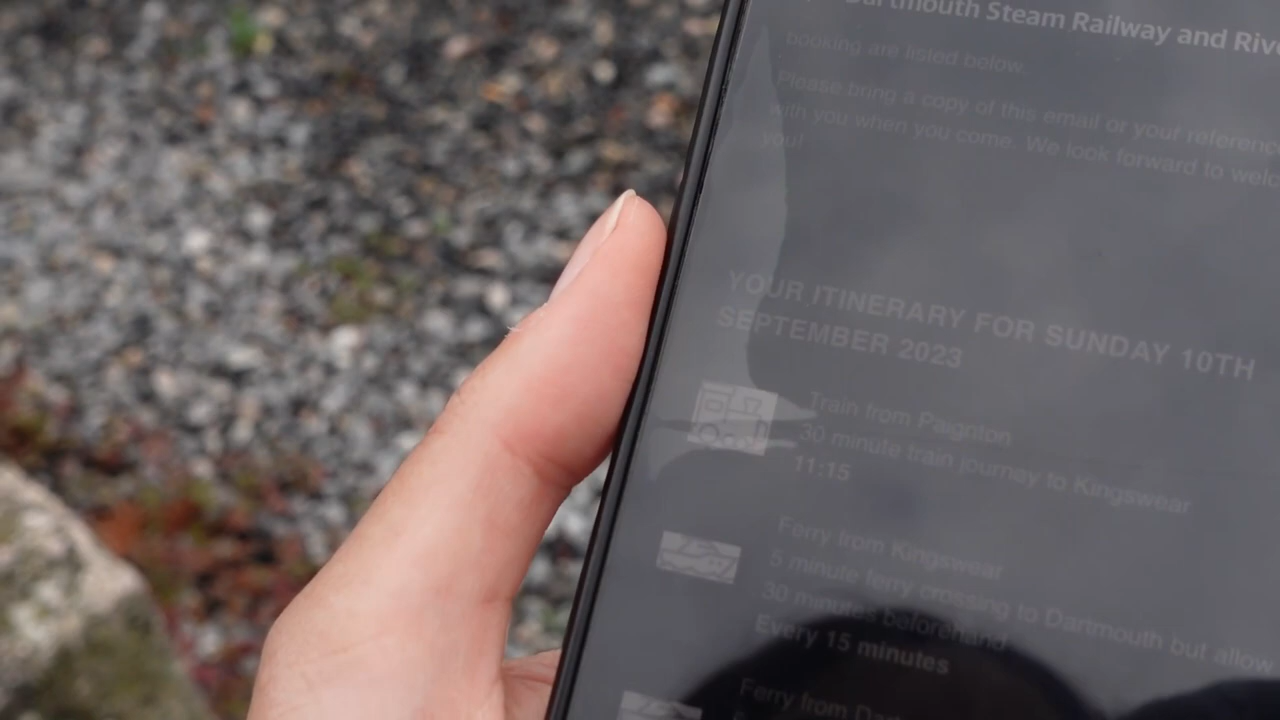 Dartmouth Steam Railway and
booking are listed below.
Please bring a copy of this email or your reference
with you when you come. We look forward to
you!
YOUR ITINERARY FOR SUNDAY 10TH
SEPTEMBER 2023
Train from Paignton
30 minute train journey to Kingswear
11:15
Ferry from Kingswear
5 minute ferry crossing to Dartmouth but allow
30 minutes beforehand
Every 15 minutes
Ferry from